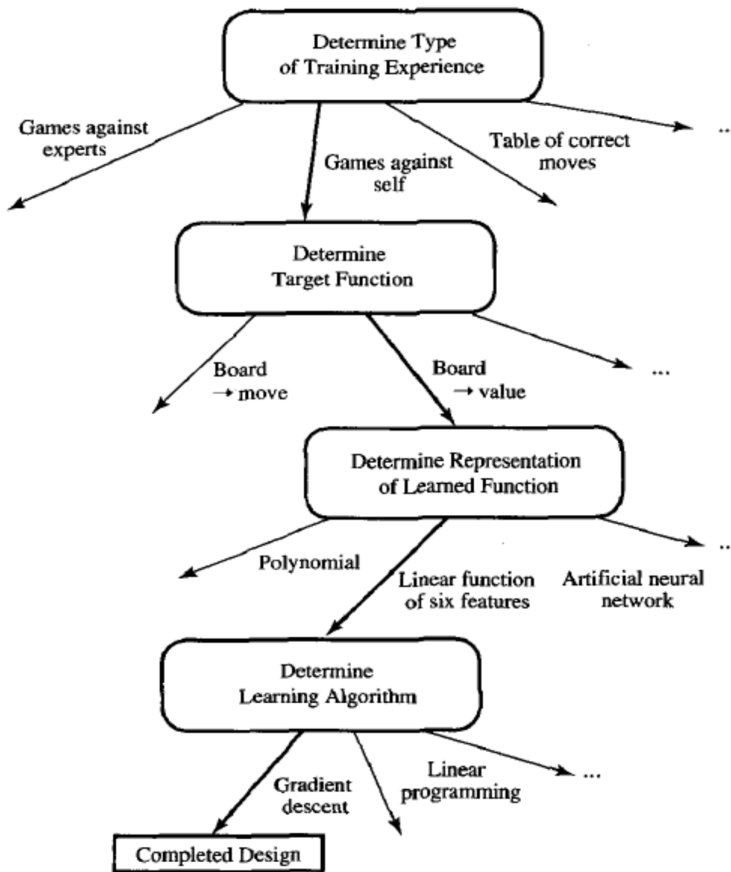 Determine Type
of Training Experience
Games against
experts
Games against
self
Table of correct
moves
..
Determine
Target Function
Board
→ move
Board
→ value
...
Determine Representation
of Learned Function
Polynomial
Linear function
of six features
Artificial neural
network
..
Determine
Learning Algorithm
Gradient
descent
Linear
programming
...
Completed Design